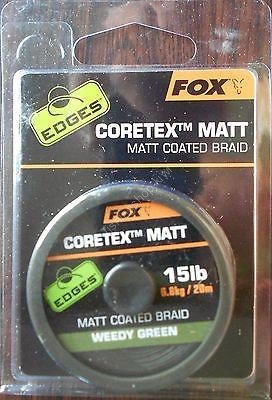 EDGES
FOX
CORETEX™ MATT
MATT COATED BRAID
FOX
CORETEX™ MATT
EDGES
15lb
6.8kg / 20m
MATT COATED BRAID
WEEDY GREEN